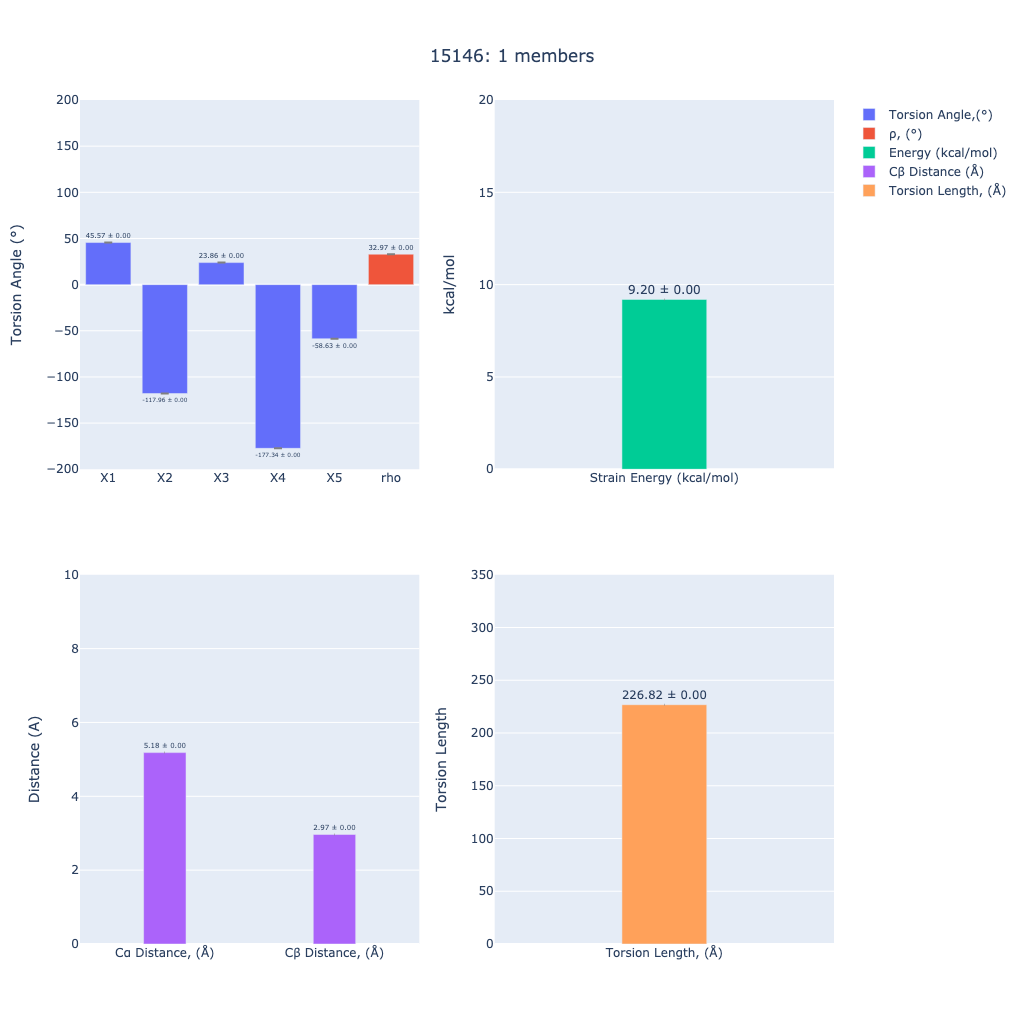 15146: 1 members
Torsion Angle (°)
200
150
100
50
0
−50
−100
−150
−200
45.57 ± 0.00
-117.96 ± 0.00
23.86 ± 0.00
-177.34 ± 0.00
-58.63 ± 0.00
32.97 ± 0.00
X1
X2
X3
X4
X5
rho
kcal/mol
20
15
10
5
0
9.20 ± 0.00
Strain Energy (kcal/mol)
Torsion Angle,(°)
ρ, (°)
Energy (kcal/mol)
Cβ Distance (Å)
Torsion Length, (Å)
Distance (A)
10
8
6
4
2
0
5.18 ± 0.00
2.97 ± 0.00
Cα Distance, (Å)
Cβ Distance, (Å)
Torsion Length
350
300
250
200
150
100
50
0
226.82 ± 0.00
Torsion Length, (Å)